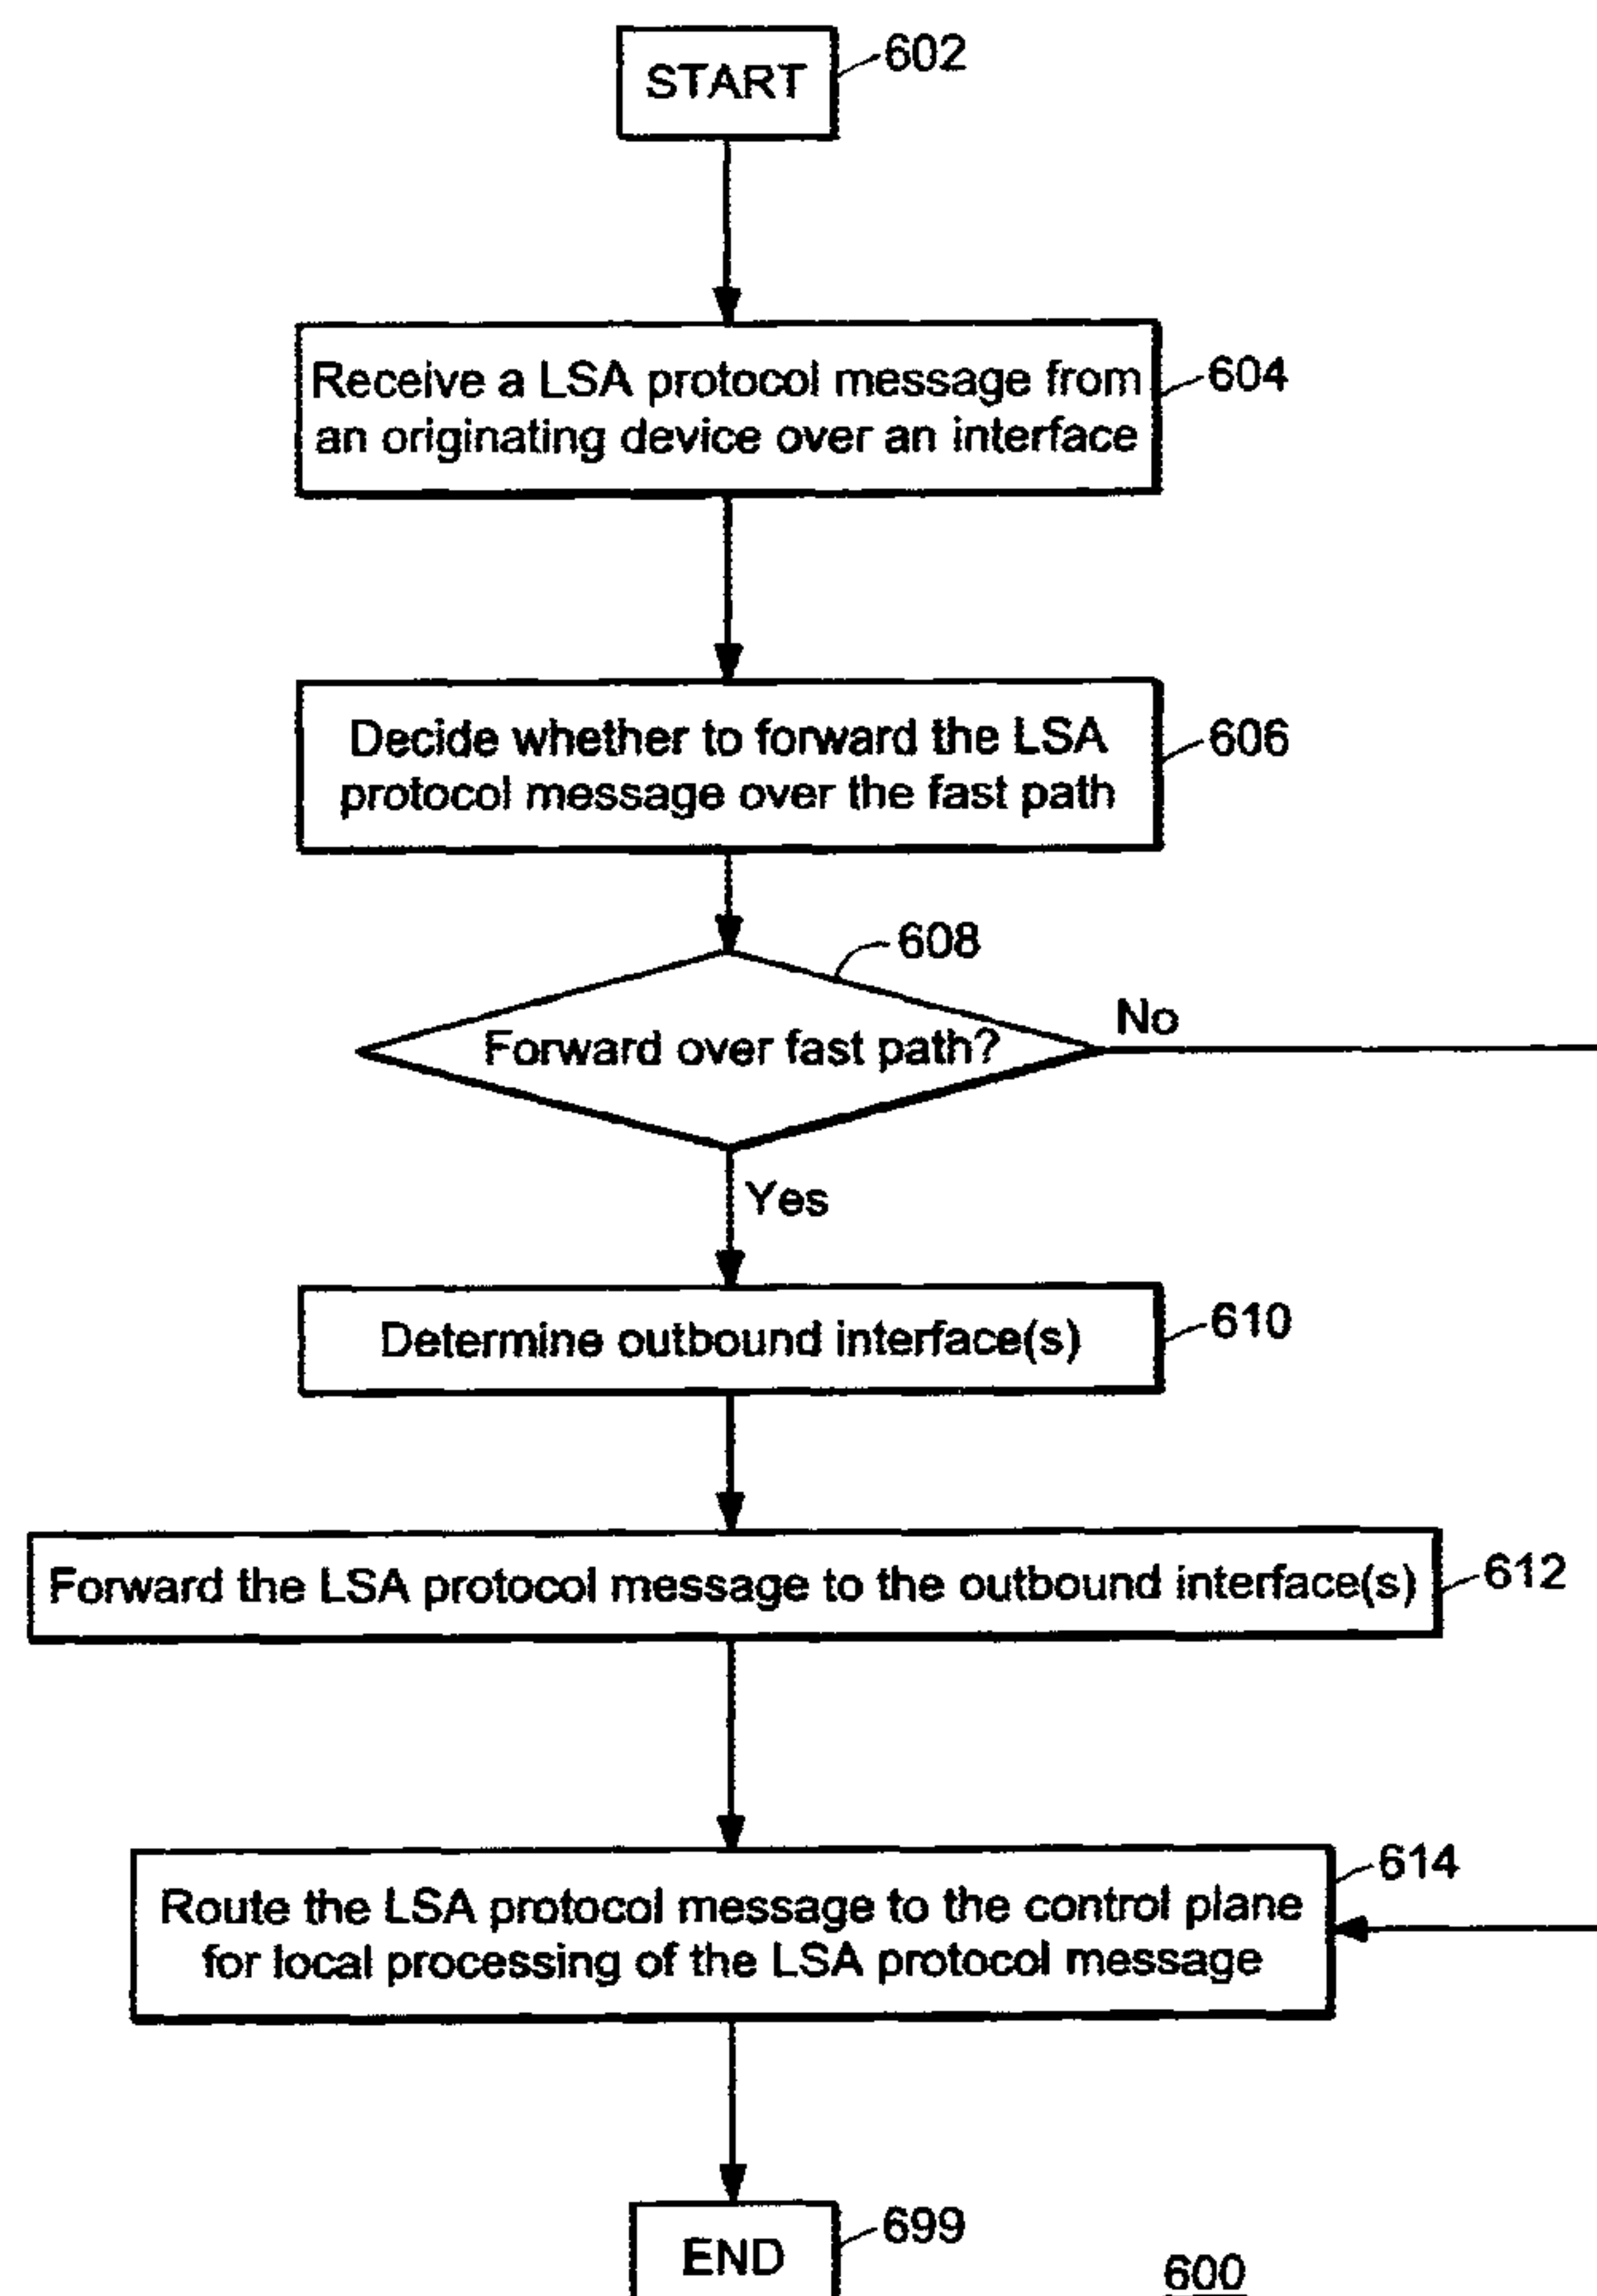 START
602
Receive a LSA protocol message from
an originating device over an interface
604
Decide whether to forward the LSA
protocol message over the fast path
606
608
Forward over fast path?
No
Yes
Determine outbound interface(s)
610
Forward the LSA protocol message to the outbound interface(s)
612
614
Route the LSA protocol message to the control plane
for local processing of the LSA protocol message
END
699
600